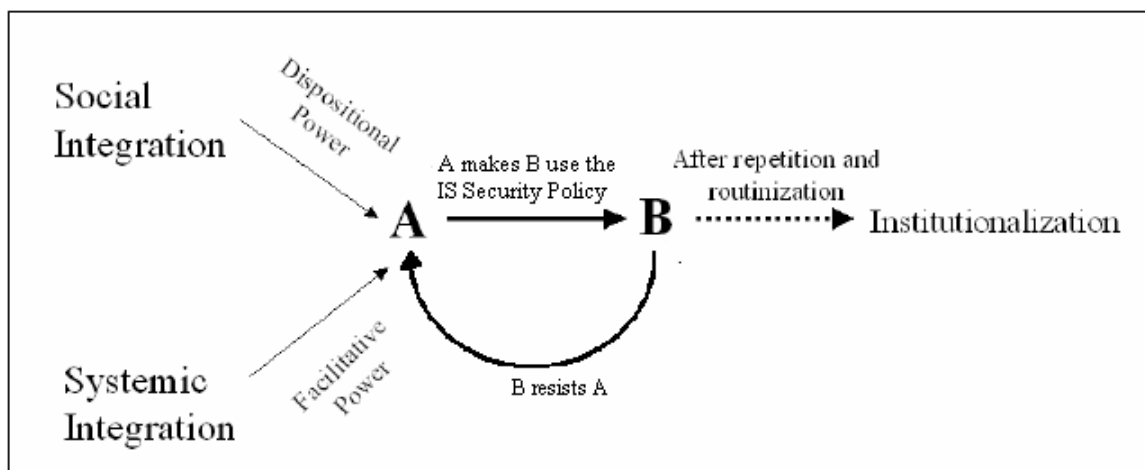 Social
Integration
Dispositional
Power
A makes B use the
IS Security Policy
After repetition and
routinization
A
B
Institutionalization
Systemic
Integration
Facilitative
Power
B resists A